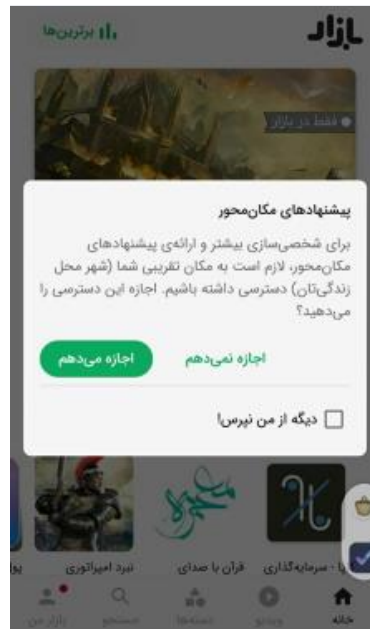 بازار
برترین‌ها
فقط در بازار
پیشنهادهای مکان‌محور
برای شخصی‌سازی بیشتر و ارائه‌ی پیشنهادهای
مکان‌محور، لازم است به مکان تقریبی شما (شهر محل
زندگی‌تان) دسترسی داشته باشیم. اجازه این دسترسی را
می‌دهید؟
اجازه نمی‌دهم
اجازه می‌دهم
دیگه از من نپرس!
سرمایه‌گذاری
قرآن با صدای
نبرد امپراتوری
خانه
ویدیو
دسته‌ها
جستجو
بازار من